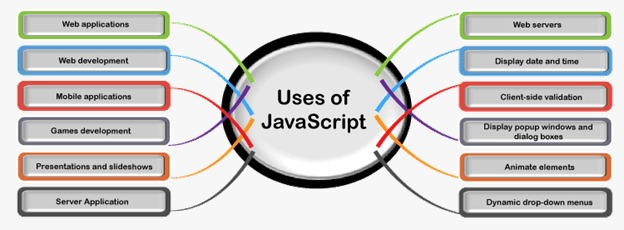 Web applications
Web development
Mobile applications
Games development
Presentations and slideshows
Server Application
Uses of
JavaScript
Web servers
Display date and time
Client-side validation
Display popup windows and
dialog boxes
Animate elements
Dynamic drop-down menus